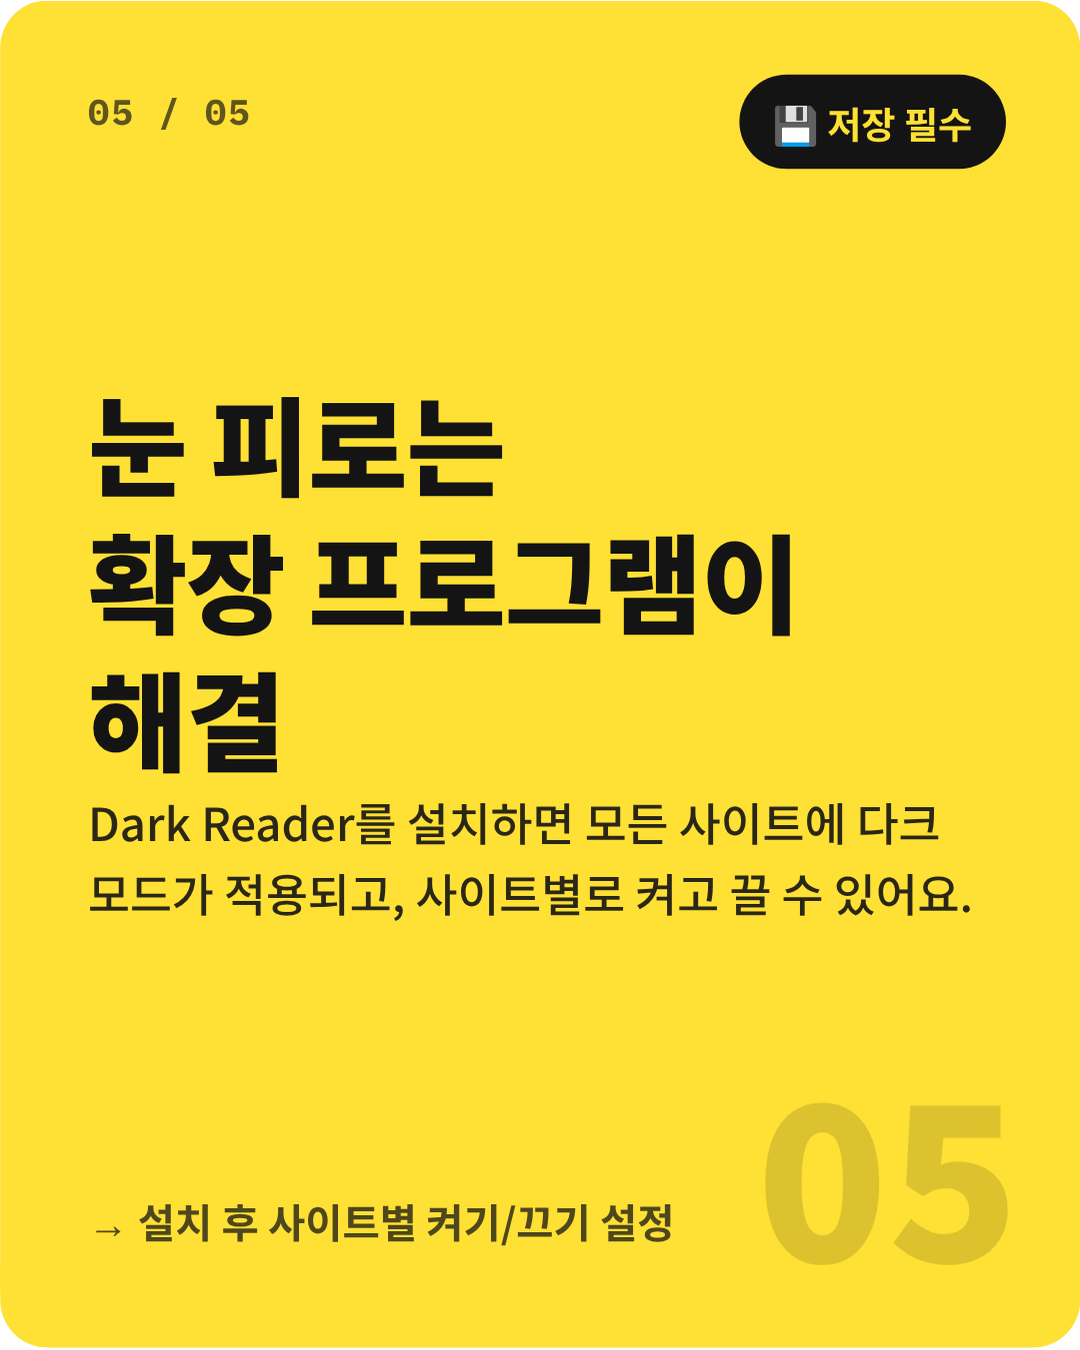 05 / 05
💾 저장 필수
눈 피로는
확장 프로그램이
해결
Dark Reader를 설치하면 모든 사이트에 다크
모드가 적용되고, 사이트별로 켜고 끌 수 있어요.
→ 설치 후 사이트별 켜기/끄기 설정
05